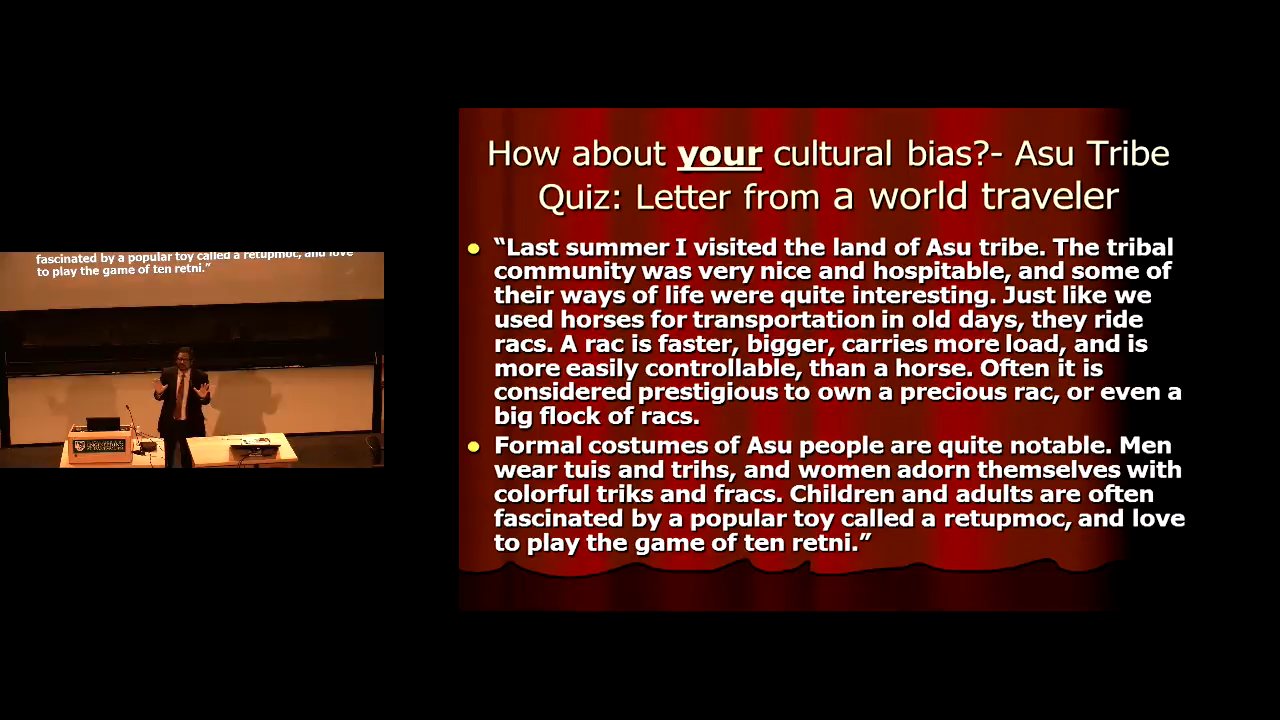 How about your cultural bias?- Asu Tribe
Quiz: Letter from a world traveler
“Last summer I visited the land of Asu tribe. The tribal
community was very nice and hospitable, and some of
their ways of life were quite interesting. Just like we
used horses for transportation in old days, they ride
racs. A rac is faster, bigger, carries more load, and is
more easily controllable, than a horse. Often it is
considered prestigious to own a precious rac, or even a
big flock of racs.
Formal costumes of Asu people are quite notable. Men
wear tuis and trihs, and women adorn themselves with
colorful triks and fracs. Children and adults are often
fascinated by a popular toy called a retupmoc, and love
to play the game of ten retni.”
fascinated by a popular toy called a retupmoc, and love
to play the game of ten retni.”